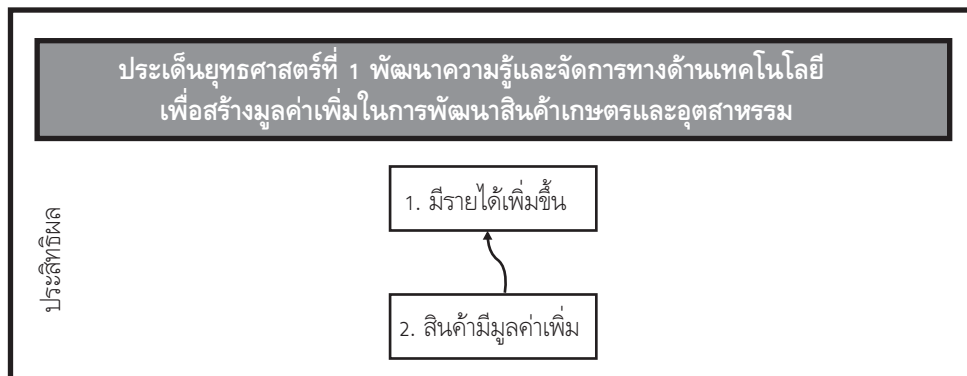 ประเด็นยุทธศาสตร์ที่ 1 พัฒนาความรู้และจัดการทางด้านเทคโนโลยี
เพื่อสร้างมูลค่าเพิ่มในการพัฒนาสินค้าเกษตรและอุตสาหรรม
1. มีรายได้เพิ่มขึ้น
ประสิทธิผล
2. สินค้ามีมูลค่าเพิ่ม